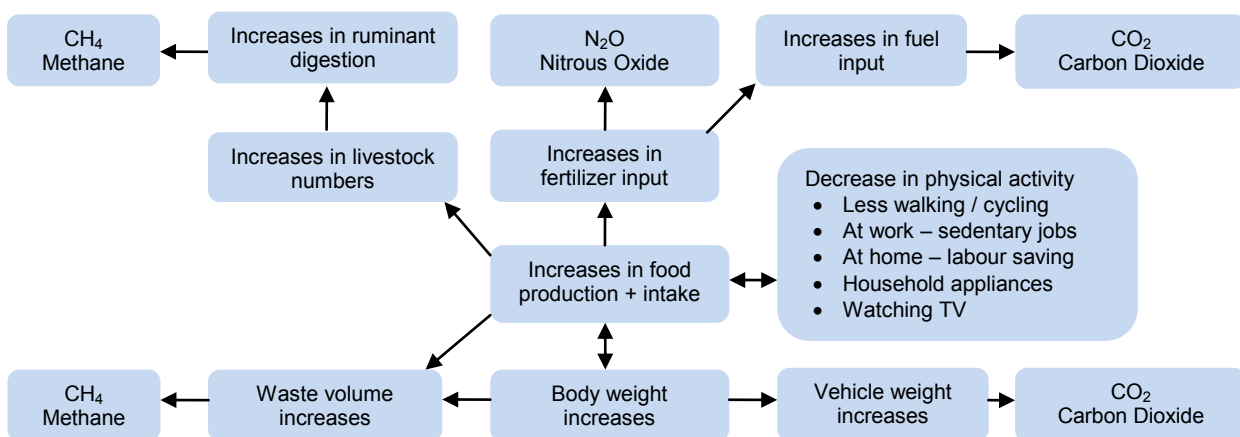 CH₄
Methane
Increases in ruminant
digestion
N₂O
Nitrous Oxide
Increases in fuel
input
CO₂
Carbon Dioxide
Increases in livestock
numbers
Increases in
fertilizer input
Decrease in physical activity
• Less walking / cycling
• At work – sedentary jobs
• At home – labour saving
• Household appliances
• Watching TV
Increases in food
production + intake
CH₄
Methane
Waste volume
increases
Body weight
increases
Vehicle weight
increases
CO₂
Carbon Dioxide